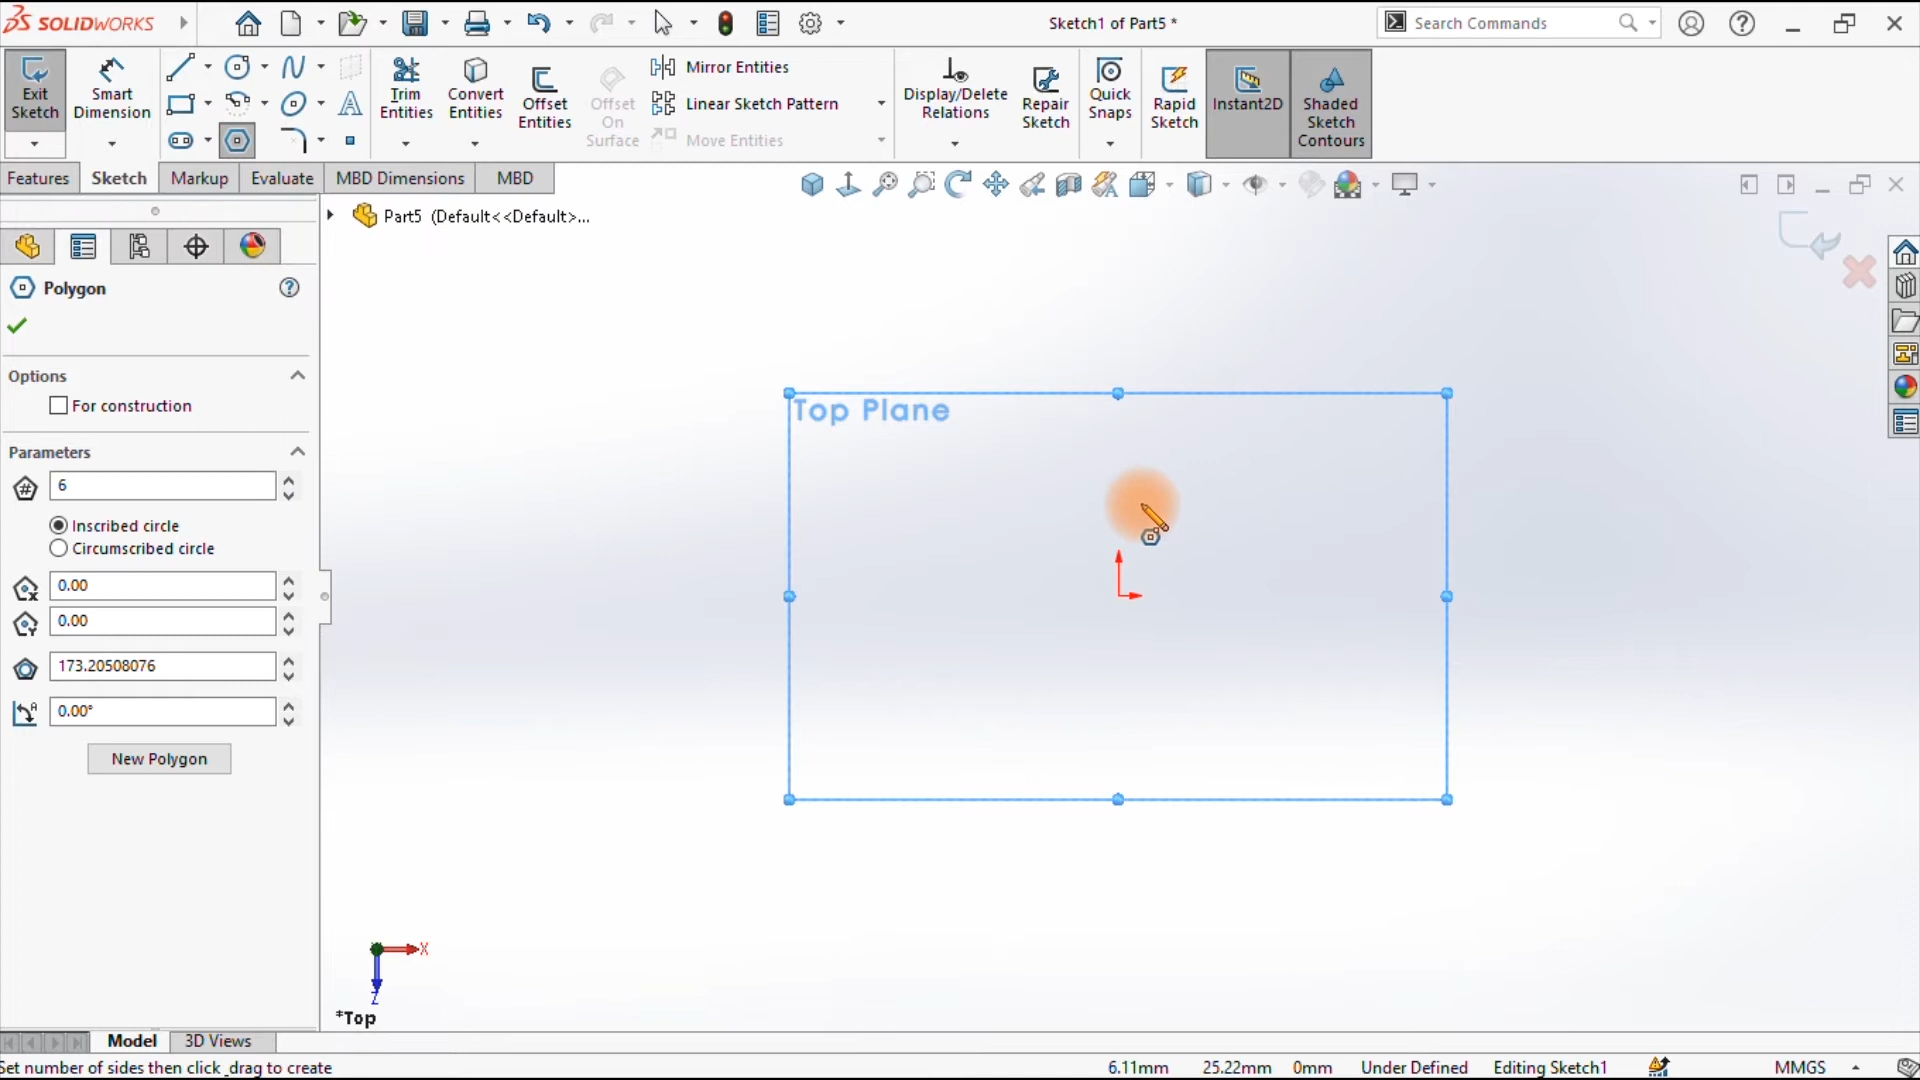 SOLIDWORKS
Sketch1 of Part5 *
Search Commands
Exit Sketch
Smart Dimension
Trim Entities
Convert Entities
Offset Entities
Offset On Surface
Mirror Entities
Linear Sketch Pattern
Move Entities
Display/Delete Relations
Repair Sketch
Quick Snaps
Rapid Sketch
Instant2D
Shaded Sketch Contours
Features
Sketch
Markup
Evaluate
MBD Dimensions
MBD
Part5 (Default<<Default>...
Polygon
Options
For construction
Parameters
6
Inscribed circle
Circumscribed circle
0.00
0.00
173.20508076
0.00°
New Polygon
Top Plane
X
Z
*Top
Model
3D Views
Set number of sides then click _drag to create
6.11mm
25.22mm
0mm
Under Defined
Editing Sketch1
MMGS